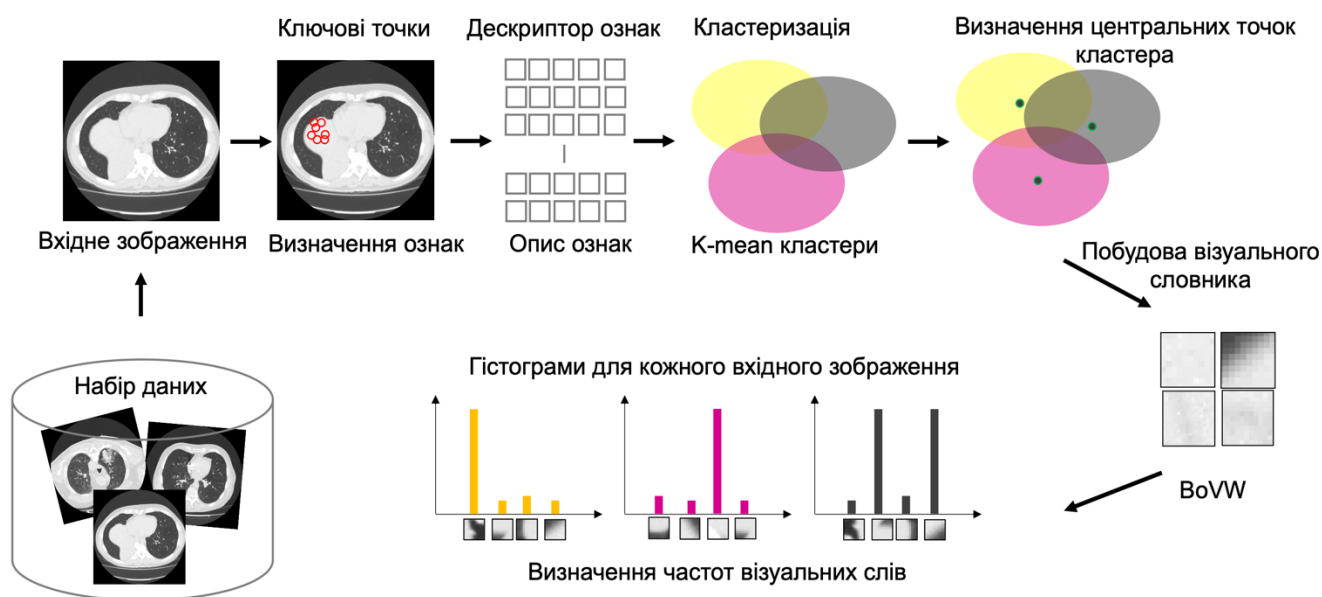 Ключові точки
Дескриптор ознак
Кластеризація
Визначення центральних точок
кластера
Вхідне зображення
Визначення ознак
Опис ознак
K-mean кластери
Побудова візуального
словника
Набір даних
Гістограми для кожного вхідного зображення
BoVW
Визначення частот візуальних слів